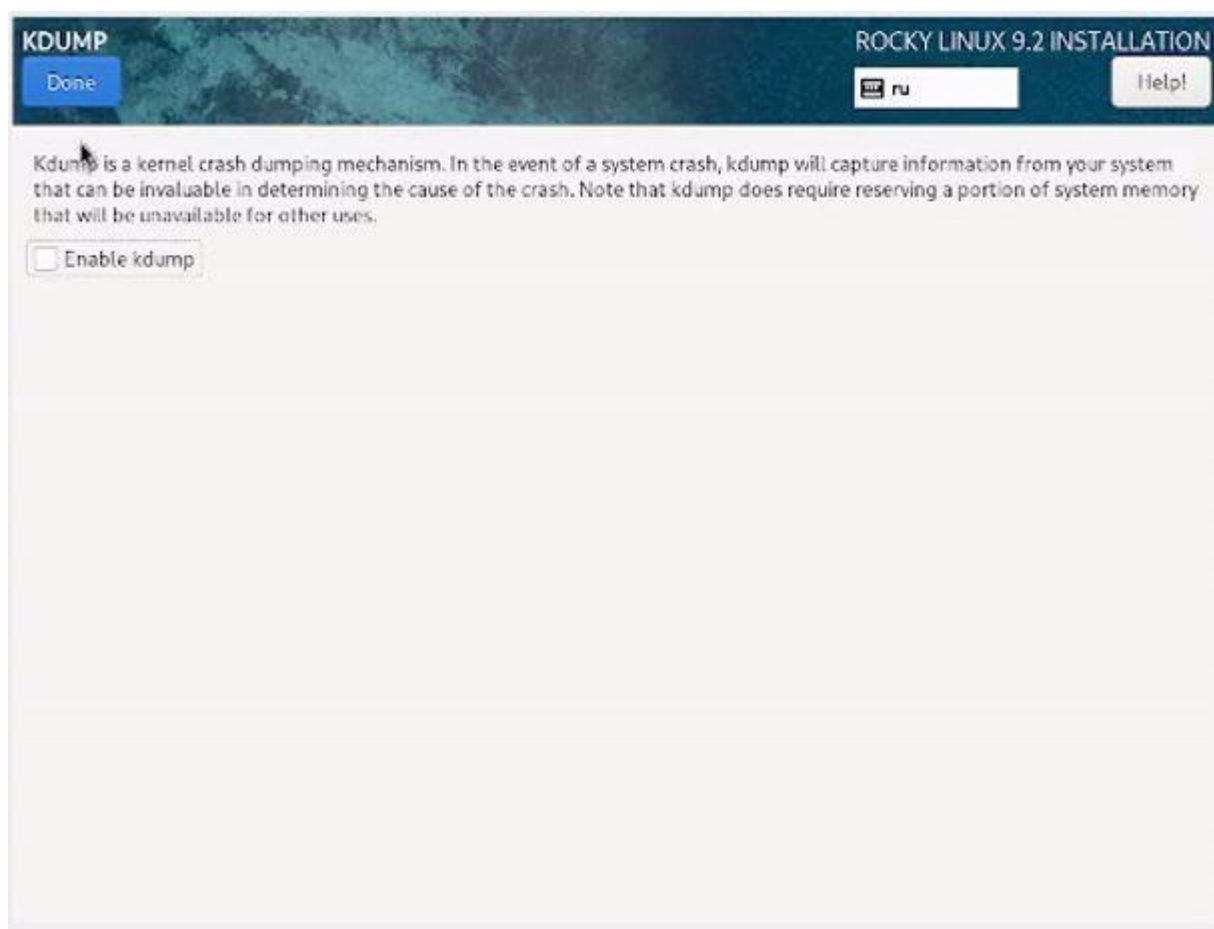 KDUMP
ROCKY LINUX 9.2 INSTALLATION
Done
ru
Help!
Kdump is a kernel crash dumping mechanism. In the event of a system crash, kdump will capture information from your system
that can be invaluable in determining the cause of the crash. Note that kdump does require reserving a portion of system memory
that will be unavailable for other uses.
Enable kdump